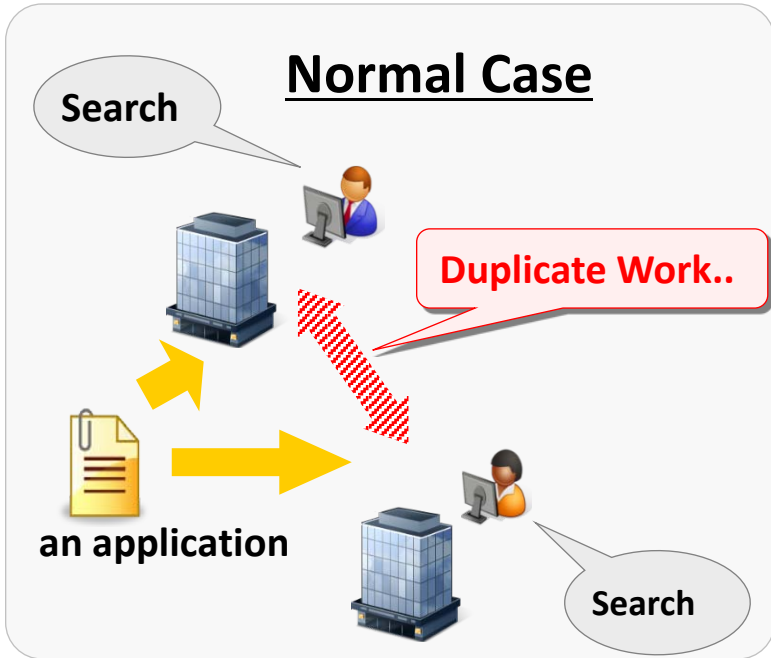 Normal Case
Search
Duplicate Work..
an application
Search